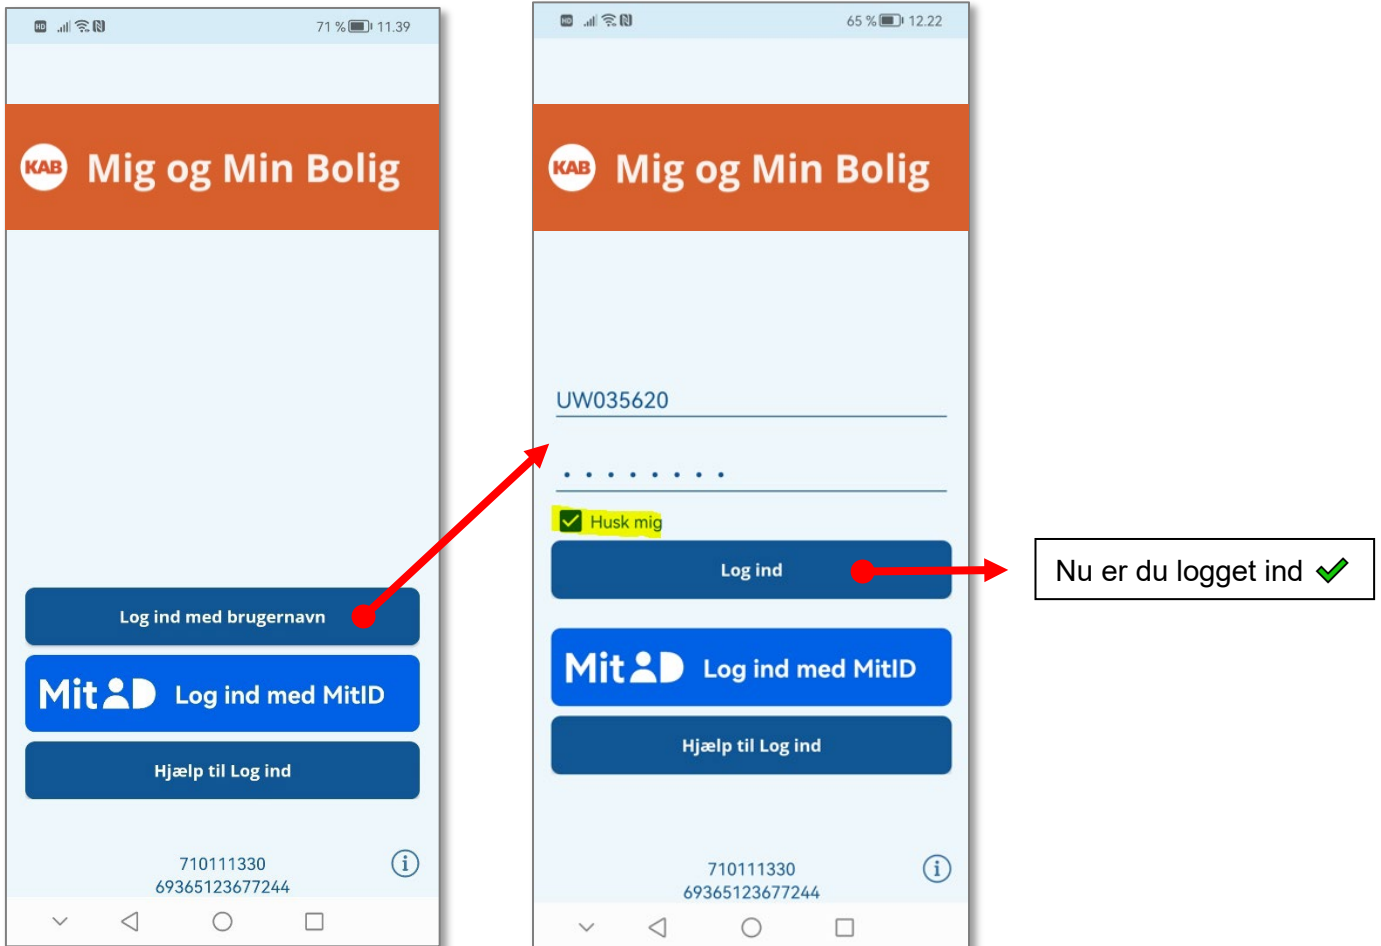 71 % 11.39
KAB Mig og Min Bolig
Log ind med brugernavn
Mit D Log ind med MitID
Hjælp til Log ind
710111330
69365123677244
65 % 12.22
KAB Mig og Min Bolig
UW035620
Husk mig
Log ind
Mit D Log ind med MitID
Hjælp til Log ind
710111330
69365123677244
Nu er du logget ind